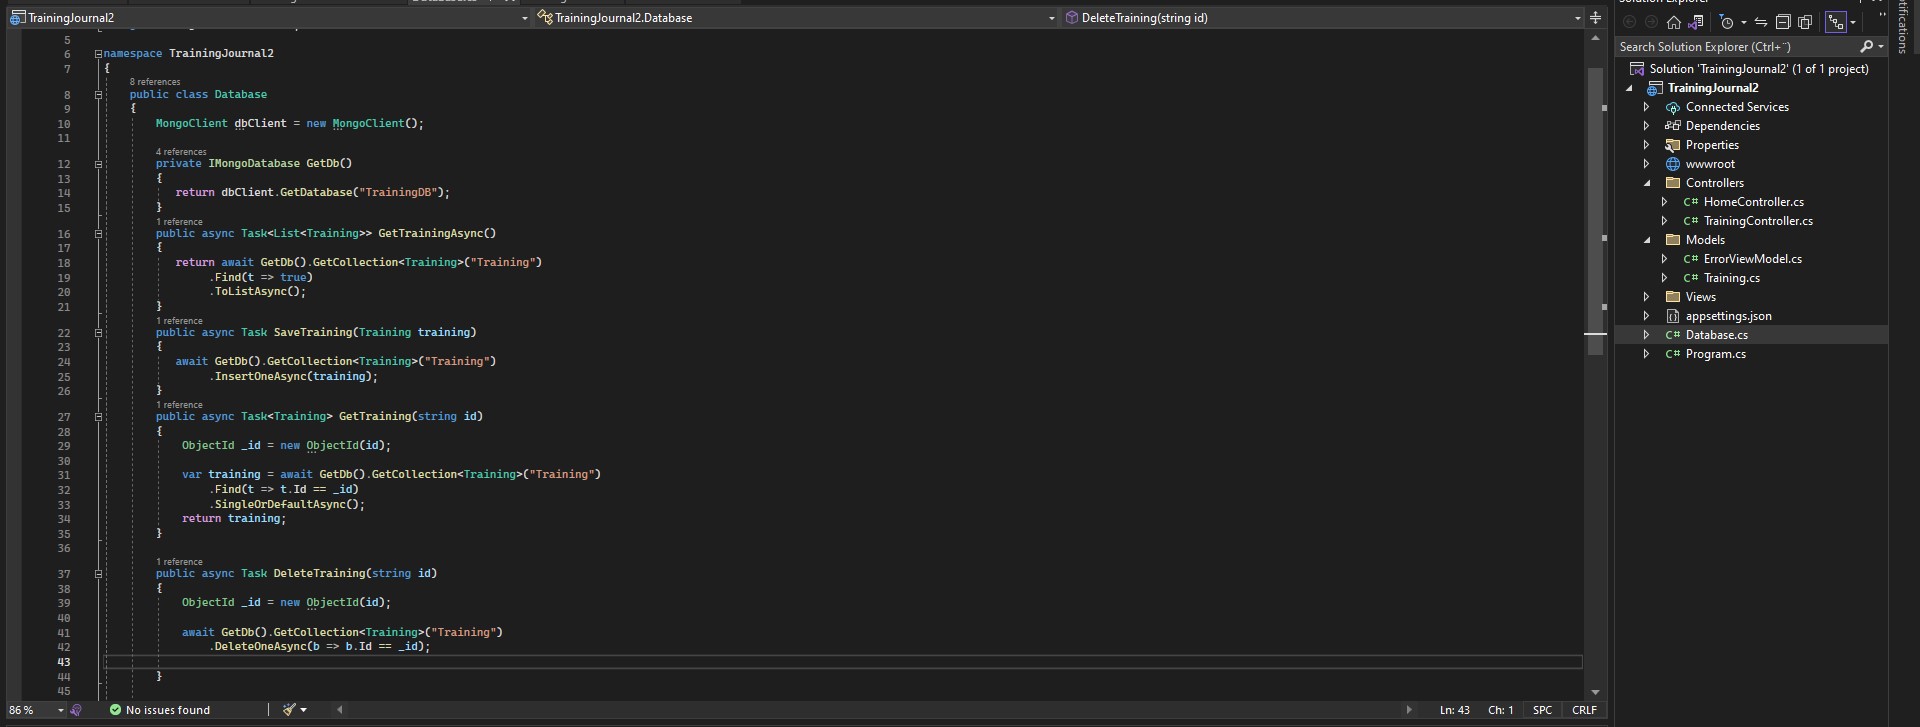 TrainingJournal2
TrainingJournal2.Database
DeleteTraining(string id)
5
6 namespace TrainingJournal2
7 {
8 references
8 public class Database
9 {
10 MongoClient dbClient = new MongoClient();
11
4 references
12 private IMongoDatabase GetDb()
13 {
14 return dbClient.GetDatabase("TrainingDB");
15 }
1 reference
16 public async Task<List<Training>> GetTrainingAsync()
17 {
18 return await GetDb().GetCollection<Training>("Training")
19 .Find(t => true)
20 .ToListAsync();
21 }
1 reference
22 public async Task SaveTraining(Training training)
23 {
24 await GetDb().GetCollection<Training>("Training")
25 .InsertOneAsync(training);
26 }
1 reference
27 public async Task<Training> GetTraining(string id)
28 {
29 ObjectId _id = new ObjectId(id);
30
31 var training = await GetDb().GetCollection<Training>("Training")
32 .Find(t => t.Id == _id)
33 .SingleOrDefaultAsync();
34 return training;
35 }
36
1 reference
37 public async Task DeleteTraining(string id)
38 {
39 ObjectId _id = new ObjectId(id);
40
41 await GetDb().GetCollection<Training>("Training")
42 .DeleteOneAsync(b => b.Id == _id);
43
44 }
45
86 %
No issues found
Ln: 43 Ch: 1 SPC CRLF
Solution Explorer
Search Solution Explorer (Ctrl+¨)
Solution 'TrainingJournal2' (1 of 1 project)
TrainingJournal2
Connected Services
Dependencies
Properties
wwwroot
Controllers
C# HomeController.cs
C# TrainingController.cs
Models
C# ErrorViewModel.cs
C# Training.cs
Views
appsettings.json
C# Database.cs
C# Program.cs